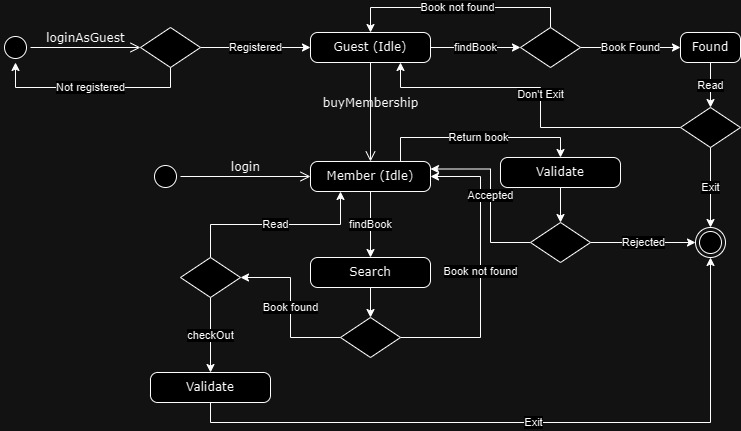 Book not found
loginAsGuest
Registered
Guest (Idle)
findBook
Book Found
Found
Not registered
Read
Don't Exit
buyMembership
Return book
login
Member (Idle)
Validate
Accepted
Exit
Read
findBook
Rejected
Search
Book not found
Book found
checkOut
Validate
Exit